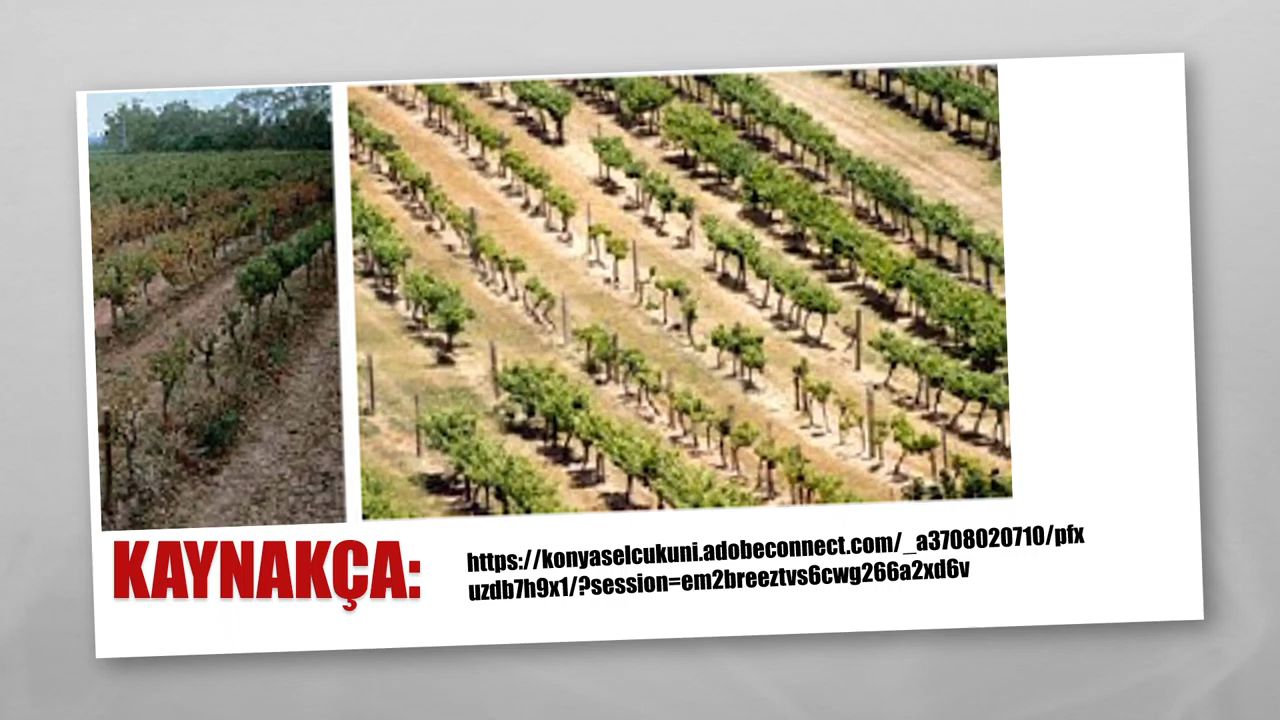 KAYNAKÇA:
https://konyaselcukuni.adobeconnect.com/_a3708020710/pfx
uzdb7h9x1/?session=em2breeztvs6cwg266a2xd6v